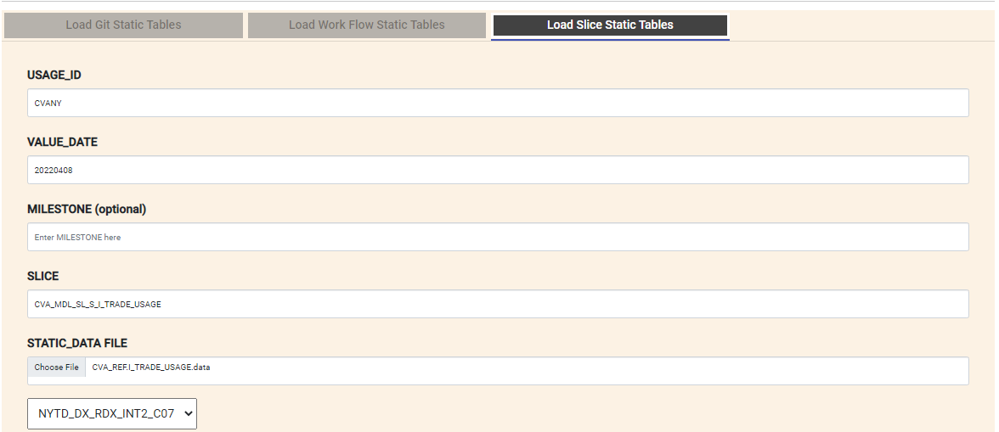 Load Git Static Tables
Load Work Flow Static Tables
Load Slice Static Tables
USAGE_ID
CVANY
VALUE_DATE
20220408
MILESTONE (optional)
Enter MILESTONE here
SLICE
CVA_MDL_SL_S_I_TRADE_USAGE
STATIC_DATA FILE
Choose File CVA_REF.I_TRADE_USAGE.data
NYTD_DX_RDX_INT2_C07